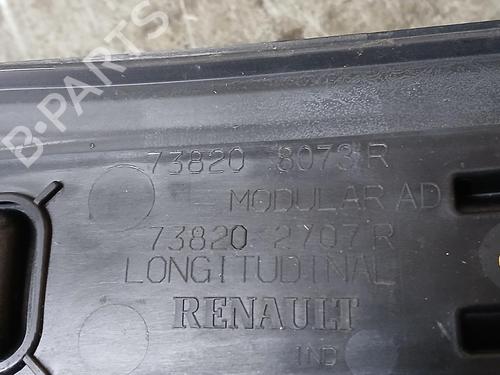 B-PARTS
73820 8073R
MODULAR AD
73820 2707R
LONGITUDINAL
RENAULT
IND